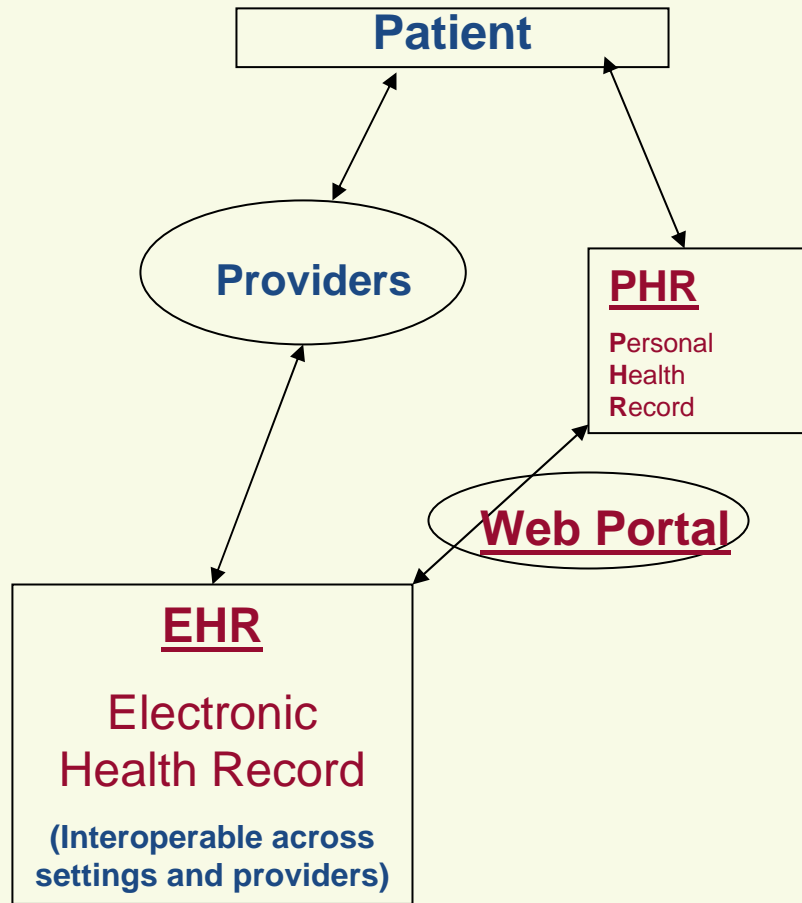 Patient
Providers
PHR
Personal
Health
Record
Web Portal
EHR
Electronic
Health Record
(Interoperable across
settings and providers)